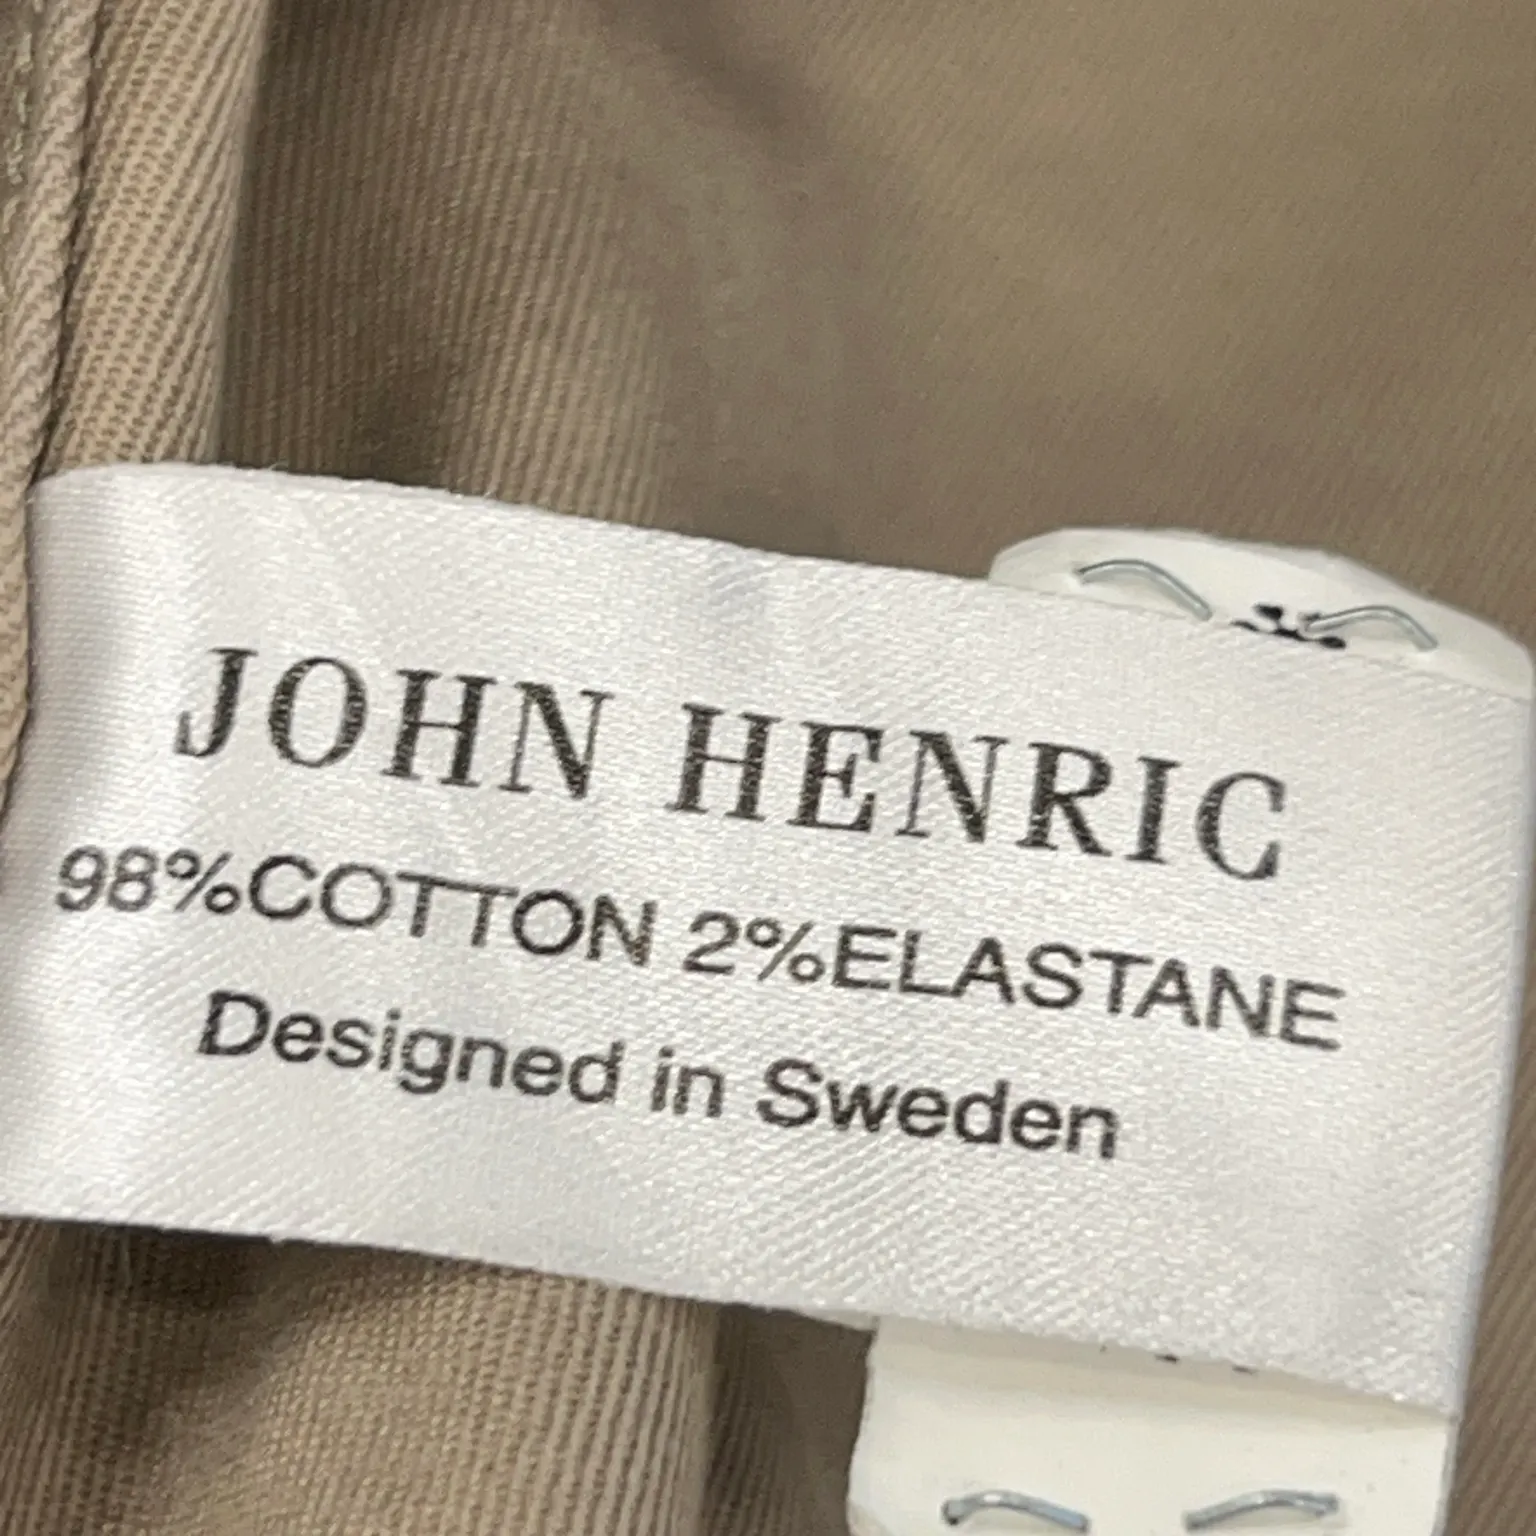 JOHN HENRIC
98%COTTON 2%ELASTANE
Designed in Sweden